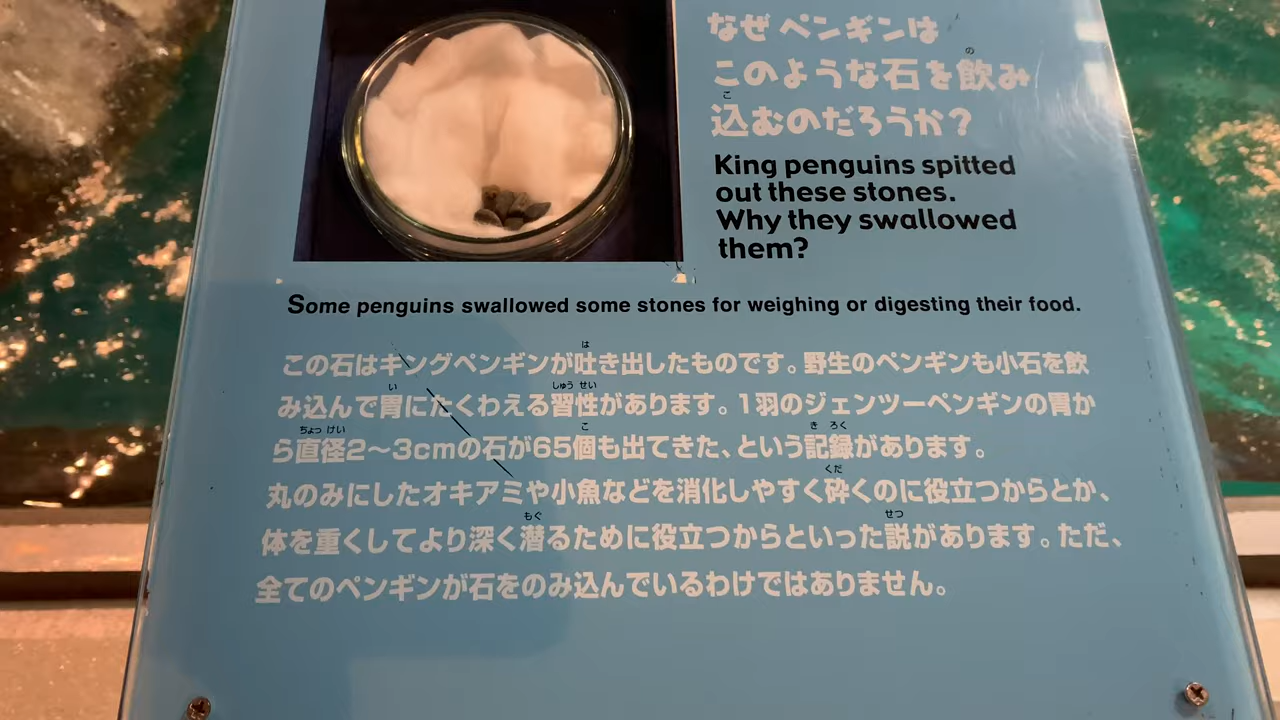 なぜペンギンは
このような石を飲み
込むのだろうか？
King penguins spitted
out these stones.
Why they swallowed
them?
Some penguins swallowed some stones for weighing or digesting their food.
この石はキングペンギンが吐き出したものです。野生のペンギンも小石を飲
み込んで胃にたくわえる習性があります。1羽のジェンツーペンギンの胃か
ら直径2～3cmの石が65個も出てきた、という記録があります。
丸のみにしたオキアミや小魚などを消化しやすく砕くのに役立つからとか、
体を重くしてより深く潜るために役立つからといった説があります。ただ、
全てのペンギンが石をのみ込んでいるわけではありません。